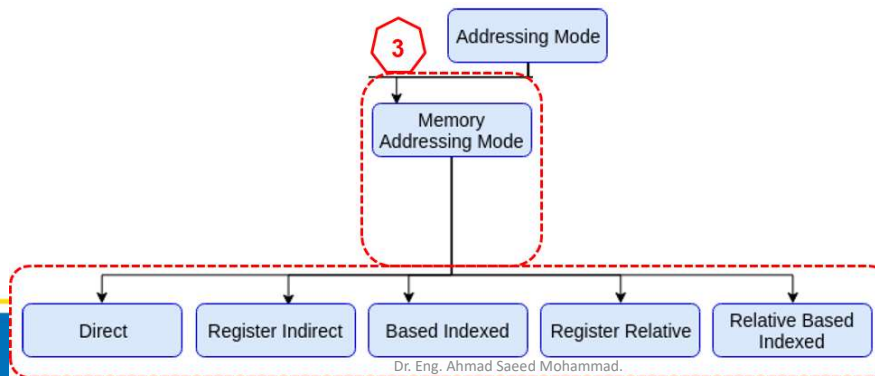 Addressing Mode
3
Memory
Addressing Mode
Direct
Register Indirect
Based Indexed
Register Relative
Relative Based
Indexed
Dr. Eng. Ahmad Saeed Mohammad.